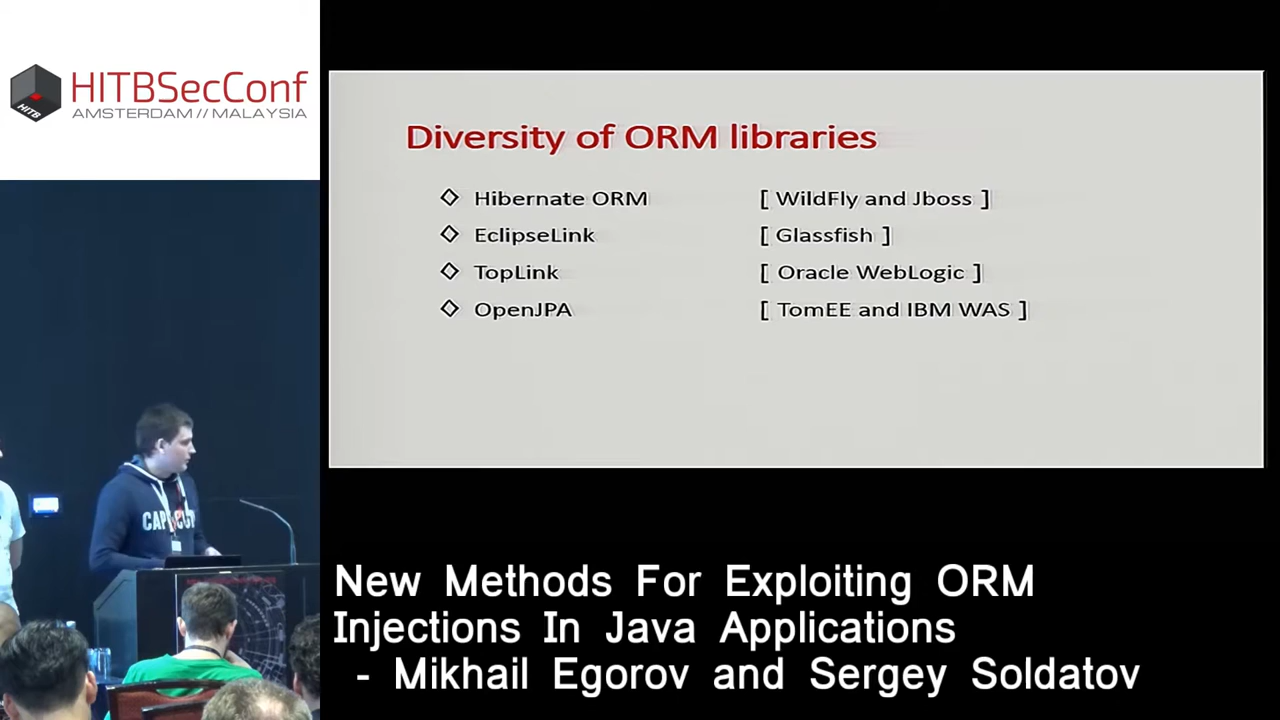 HITBSecConf
AMSTERDAM // MALAYSIA
HITB
Diversity of ORM libraries
Hibernate ORM [ WildFly and Jboss ]
EclipseLink [ Glassfish ]
TopLink [ Oracle WebLogic ]
OpenJPA [ TomEE and IBM WAS ]
New Methods For Exploiting ORM
Injections In Java Applications
- Mikhail Egorov and Sergey Soldatov